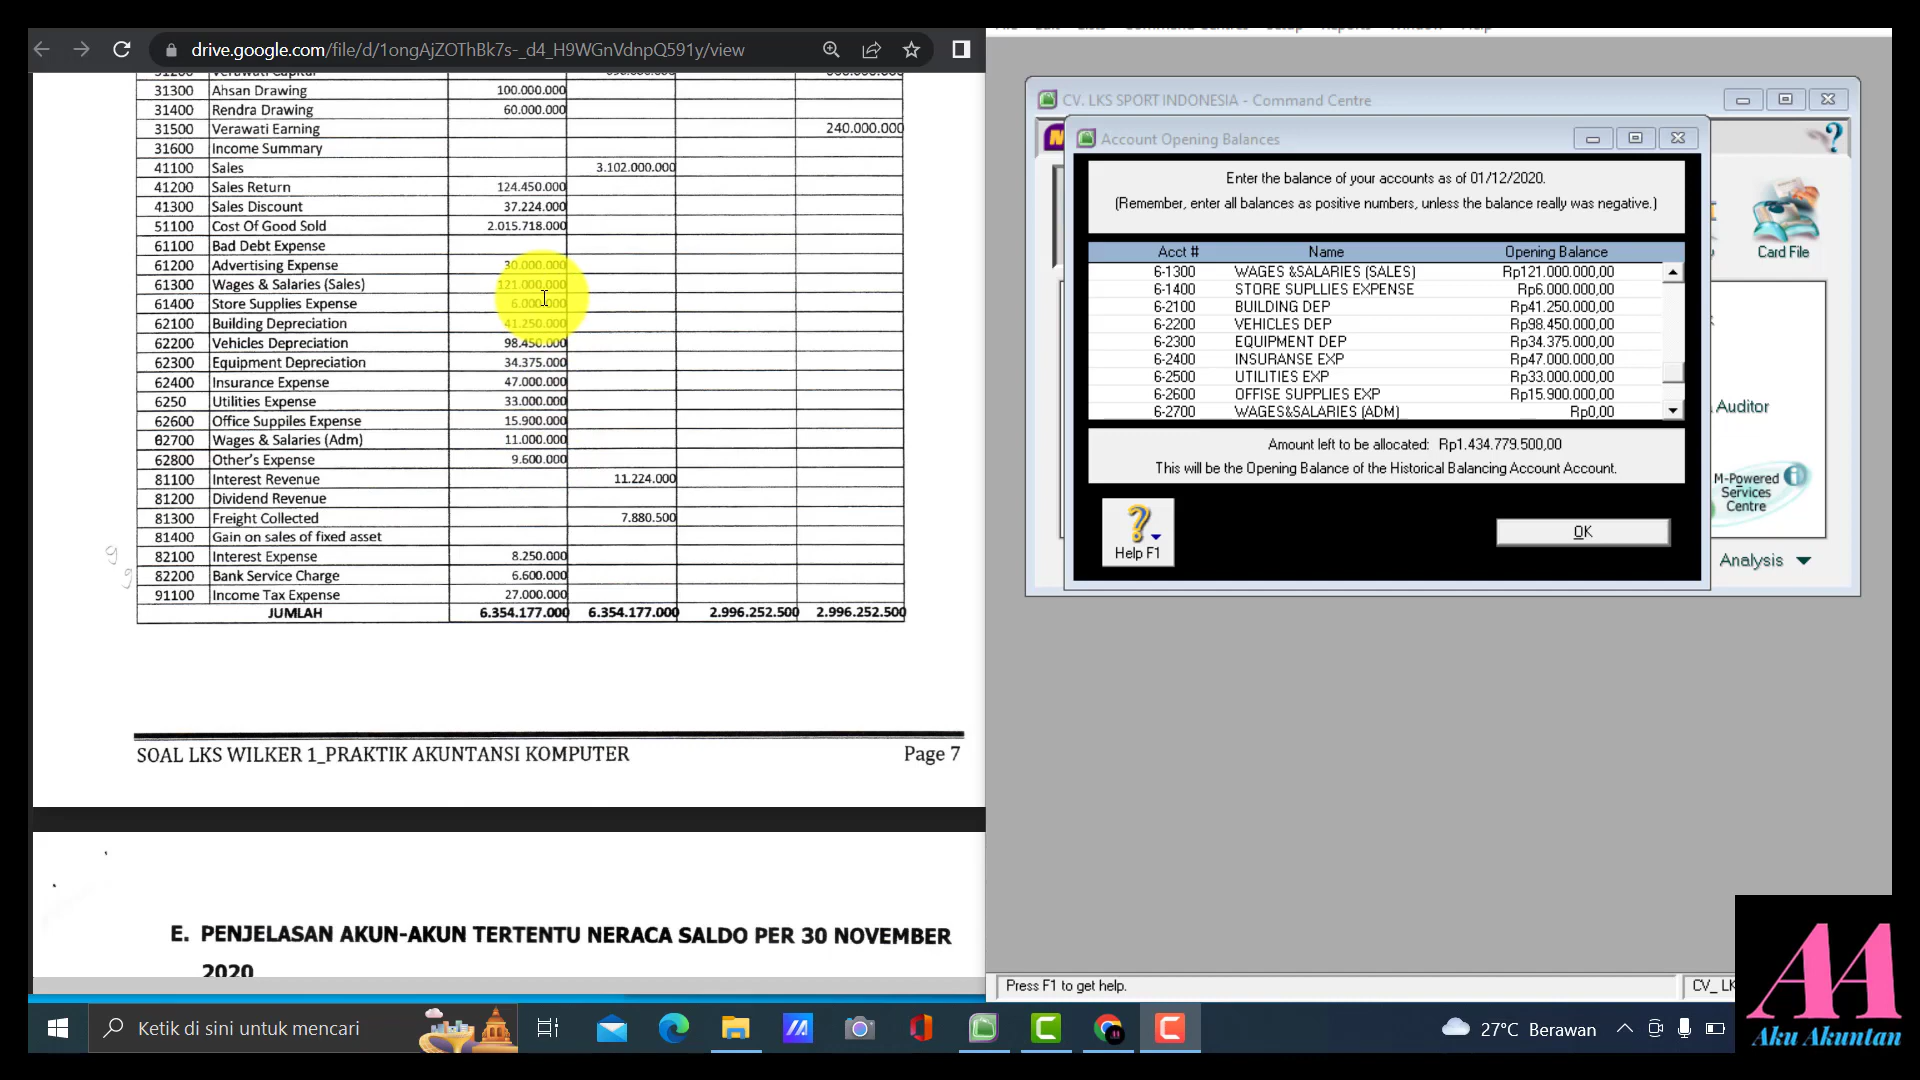 drive.google.com/file/d/1ongAjZOThBk7s-_d4_H9WGnVdnpQ591y/view
31300 Ahsan Drawing 100.000.000
31400 Rendra Drawing 60.000.000
31500 Verawati Earning 240.000.000
31600 Income Summary
41100 Sales 3.102.000.000
41200 Sales Return 124.450.000
41300 Sales Discount 37.224.000
51100 Cost Of Good Sold 2.015.718.000
61100 Bad Debt Expense
61200 Advertising Expense 30.000.000
61300 Wages & Salaries (Sales) 121.000.000
61400 Store Supplies Expense 6.000.000
62100 Building Depreciation 41.250.000
62200 Vehicles Depreciation 98.450.000
62300 Equipment Depreciation 34.375.000
62400 Insurance Expense 47.000.000
6250 Utilities Expense 33.000.000
62600 Office Suppiles Expense 15.900.000
62700 Wages & Salaries (Adm) 11.000.000
62800 Other's Expense 9.600.000
81100 Interest Revenue 11.224.000
81200 Dividend Revenue
81300 Freight Collected 7.880.500
81400 Gain on sales of fixed asset
82100 Interest Expense 8.250.000
82200 Bank Service Charge 6.600.000
91100 Income Tax Expense 27.000.000
JUMLAH 6.354.177.000 6.354.177.000 2.996.252.500 2.996.252.500
SOAL LKS WILKER 1_PRAKTIK AKUNTANSI KOMPUTER Page 7
E. PENJELASAN AKUN-AKUN TERTENTU NERACA SALDO PER 30 NOVEMBER
2020
CV. LKS SPORT INDONESIA - Command Centre
Account Opening Balances
Enter the balance of your accounts as of 01/12/2020.
(Remember, enter all balances as positive numbers, unless the balance really was negative.)
Acct # Name Opening Balance
6-1300 WAGES &SALARIES (SALES) Rp121.000.000,00
6-1400 STORE SUPLLIES EXPENSE Rp6.000.000,00
6-2100 BUILDING DEP Rp41.250.000,00
6-2200 VEHICLES DEP Rp98.450.000,00
6-2300 EQUIPMENT DEP Rp34.375.000,00
6-2400 INSURANSE EXP Rp47.000.000,00
6-2500 UTILITIES EXP Rp33.000.000,00
6-2600 OFFISE SUPPLIES EXP Rp15.900.000,00
6-2700 WAGES&SALARIES (ADM) Rp0,00
Amount left to be allocated: Rp1.434.779.500,00
This will be the Opening Balance of the Historical Balancing Account Account.
Help F1
OK
Card File
Auditor
M-Powered
Services
Centre
Analysis
Press F1 to get help.
CV_ LK
Ketik di sini untuk mencari
27°C Berawan
AA
Aku Akuntan